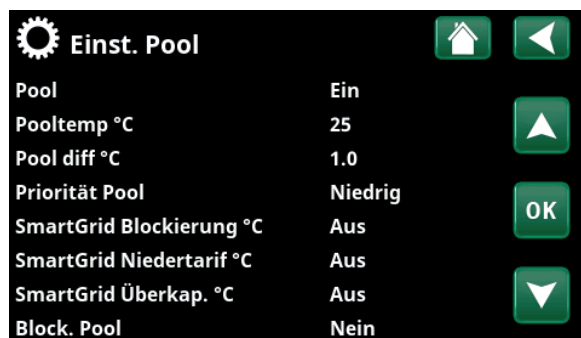 Einst. Pool
Pool Ein
Pooltemp °C 25
Pool diff °C 1.0
Priorität Pool Niedrig
SmartGrid Blockierung °C Aus
OK
SmartGrid Niedertarif °C Aus
SmartGrid Überkap. °C Aus
Block. Pool Nein